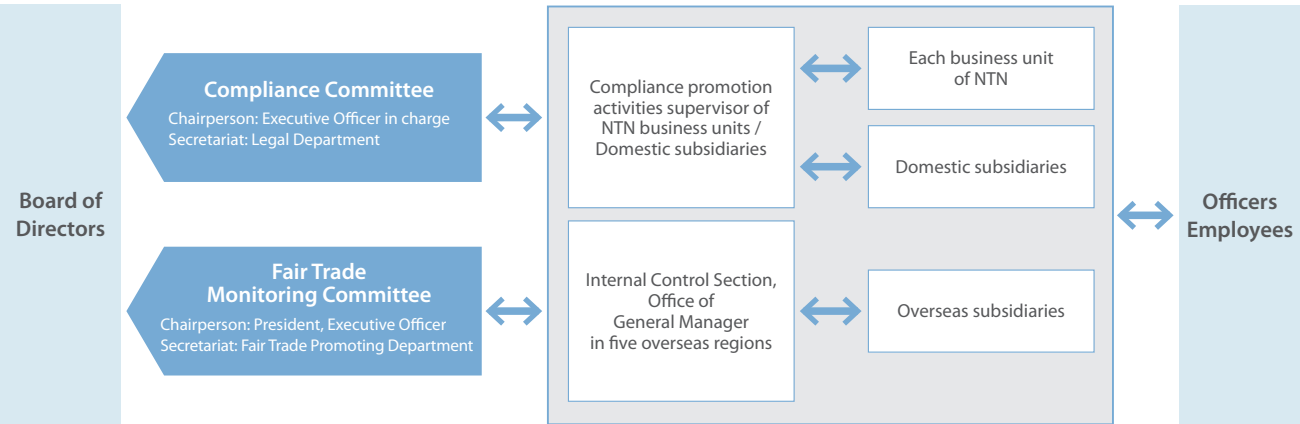 Board of
Directors
Compliance Committee
Chairperson: Executive Officer in charge
Secretariat: Legal Department
Fair Trade
Monitoring Committee
Chairperson: President, Executive Officer
Secretariat: Fair Trade Promoting Department
Compliance promotion
activities supervisor of
NTN business units /
Domestic subsidiaries
Internal Control Section,
Office of
General Manager
in five overseas regions
Each business unit
of NTN
Domestic subsidiaries
Overseas subsidiaries
Officers
Employees